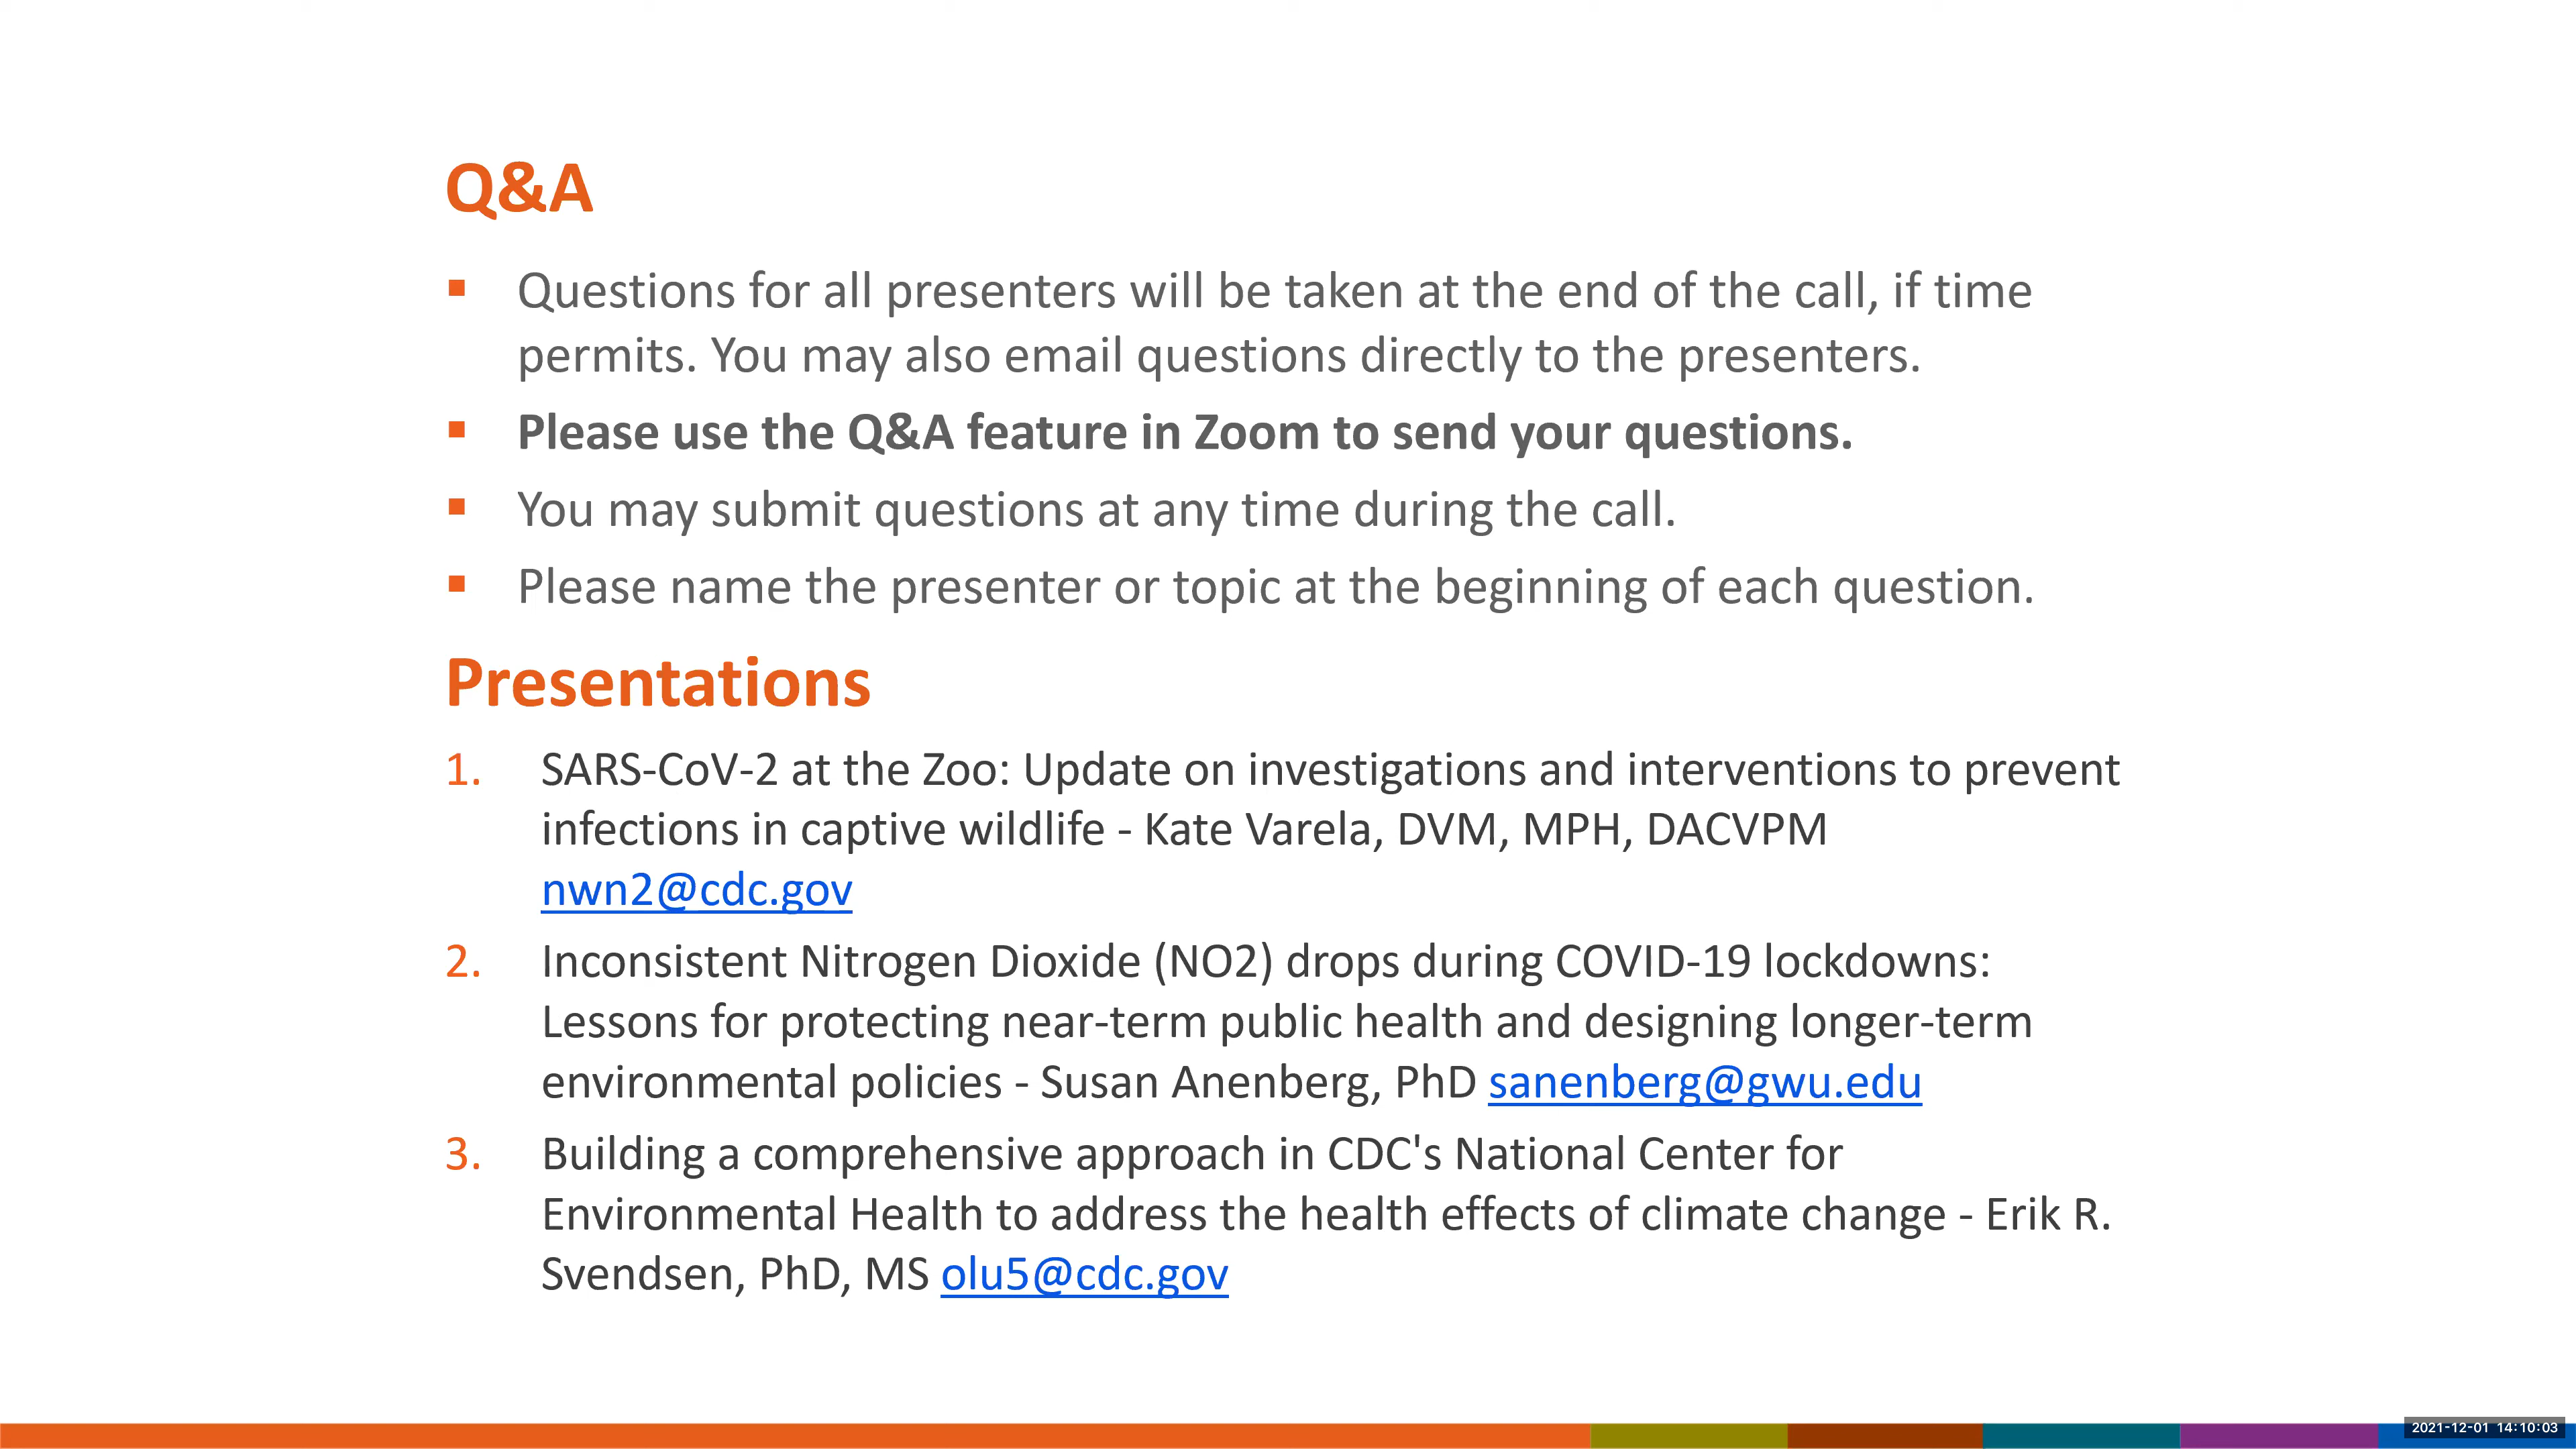 Q&A
▪ Questions for all presenters will be taken at the end of the call, if time
permits. You may also email questions directly to the presenters.
▪ Please use the Q&A feature in Zoom to send your questions.
▪ You may submit questions at any time during the call.
▪ Please name the presenter or topic at the beginning of each question.
Presentations
1. SARS-CoV-2 at the Zoo: Update on investigations and interventions to prevent
infections in captive wildlife - Kate Varela, DVM, MPH, DACVPM
nwn2@cdc.gov
2. Inconsistent Nitrogen Dioxide (NO2) drops during COVID-19 lockdowns:
Lessons for protecting near-term public health and designing longer-term
environmental policies - Susan Anenberg, PhD sanenberg@gwu.edu
3. Building a comprehensive approach in CDC's National Center for
Environmental Health to address the health effects of climate change - Erik R.
Svendsen, PhD, MS olu5@cdc.gov
2021-12-01 14:10:03